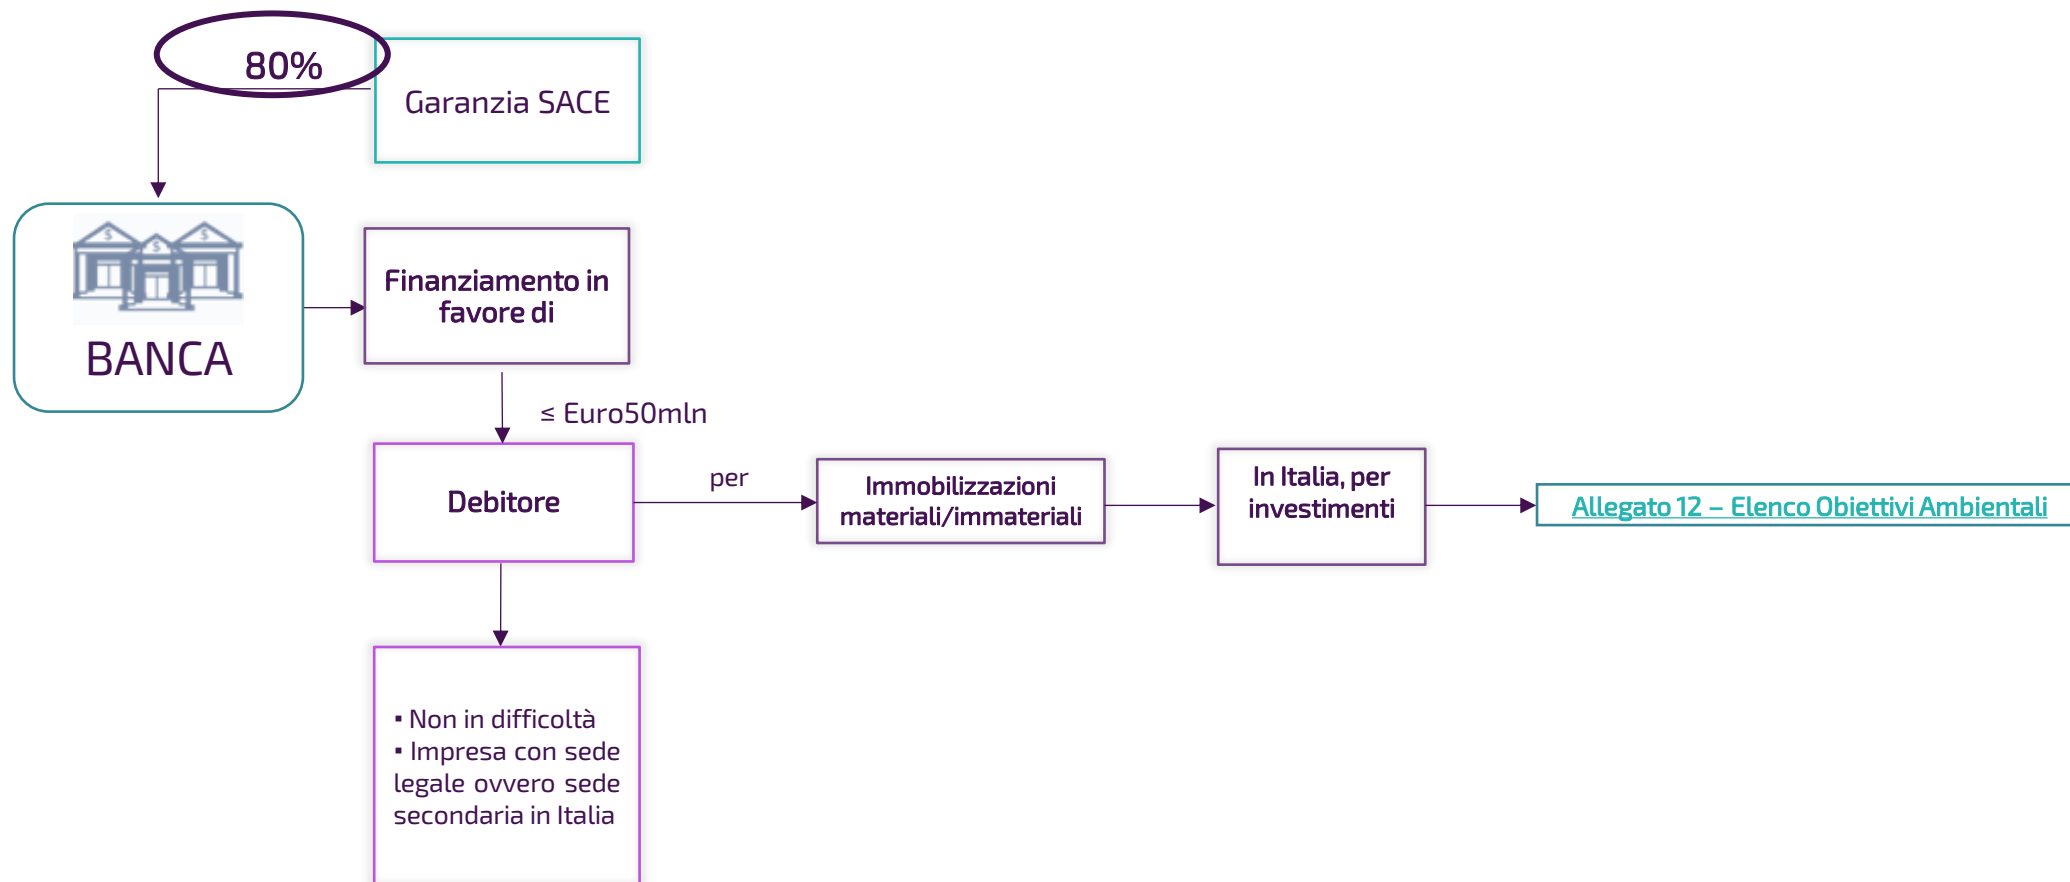 80%
Garanzia SACE
$ $ $
BANCA
Finanziamento in
favore di
≤ Euro50mln
Debitore
per
Immobilizzazioni
materiali/immateriali
In Italia, per
investimenti
Allegato 12 – Elenco Obiettivi Ambientali
▪ Non in difficoltà
▪ Impresa con sede
legale ovvero sede
secondaria in Italia